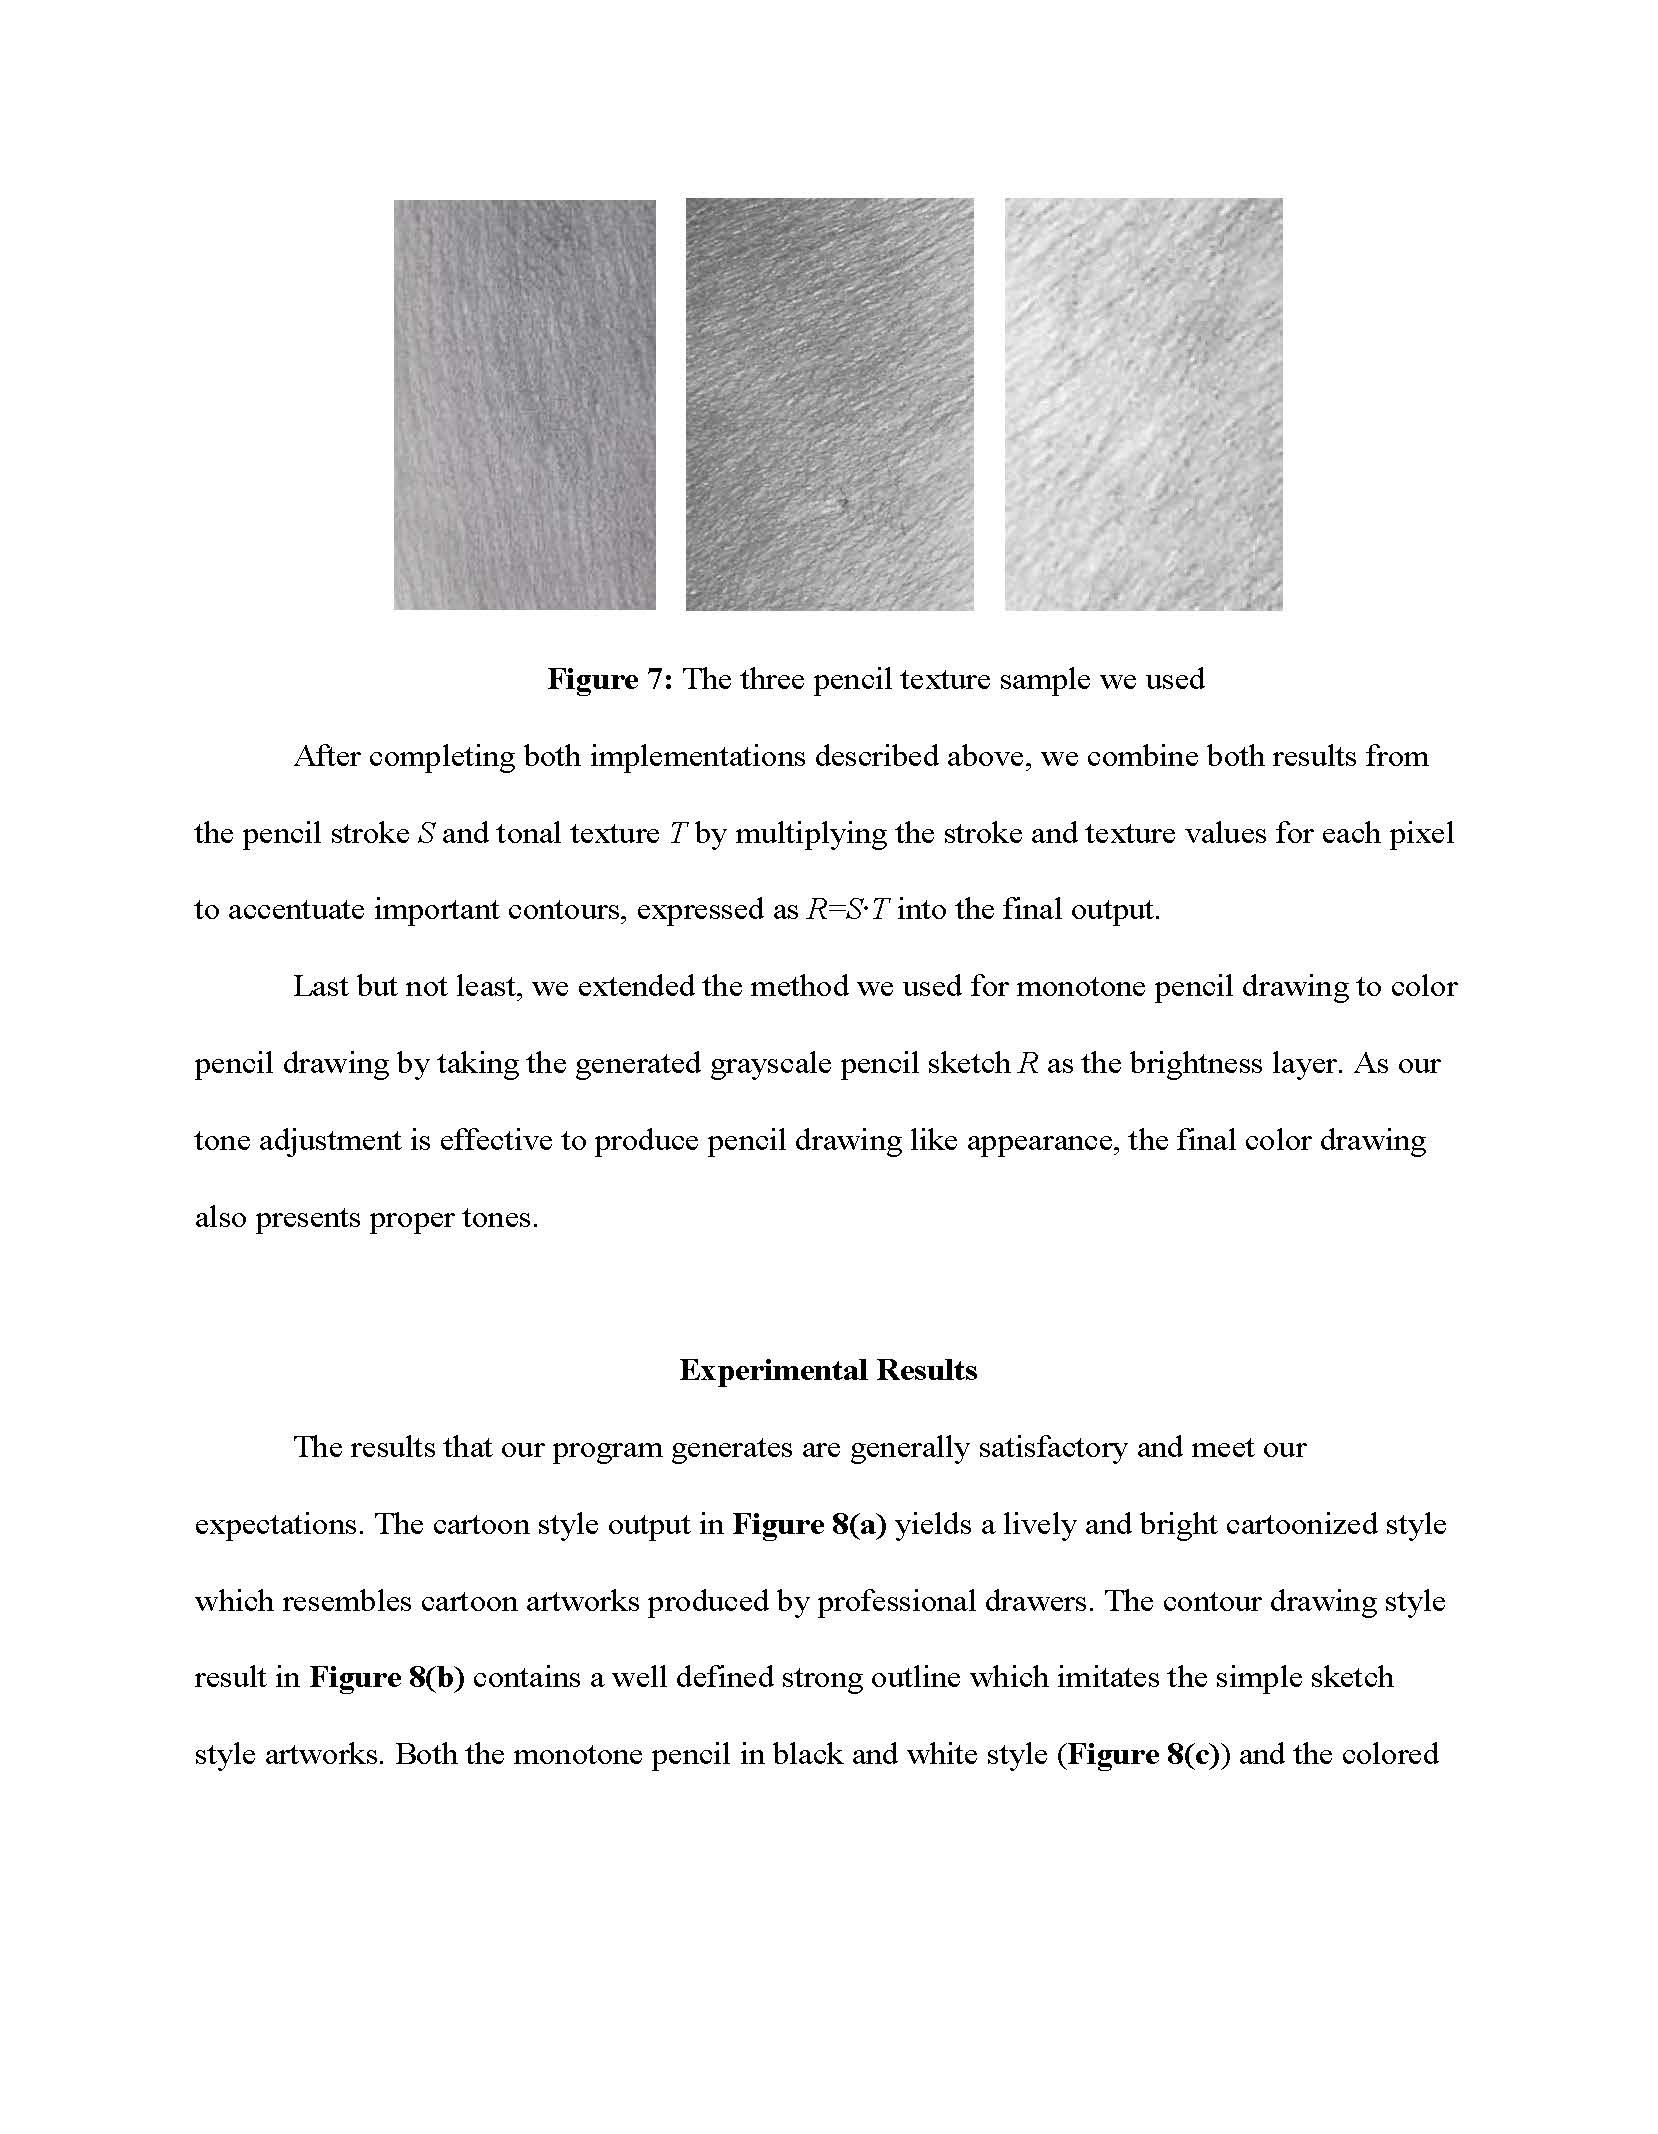 Figure 7: The three pencil texture sample we used
After completing both implementations described above, we combine both results from
the pencil stroke S and tonal texture T by multiplying the stroke and texture values for each pixel
to accentuate important contours, expressed as R=S·T into the final output.
Last but not least, we extended the method we used for monotone pencil drawing to color
pencil drawing by taking the generated grayscale pencil sketch R as the brightness layer. As our
tone adjustment is effective to produce pencil drawing like appearance, the final color drawing
also presents proper tones.
Experimental Results
The results that our program generates are generally satisfactory and meet our
expectations. The cartoon style output in Figure 8(a) yields a lively and bright cartoonized style
which resembles cartoon artworks produced by professional drawers. The contour drawing style
result in Figure 8(b) contains a well defined strong outline which imitates the simple sketch
style artworks. Both the monotone pencil in black and white style (Figure 8(c)) and the colored